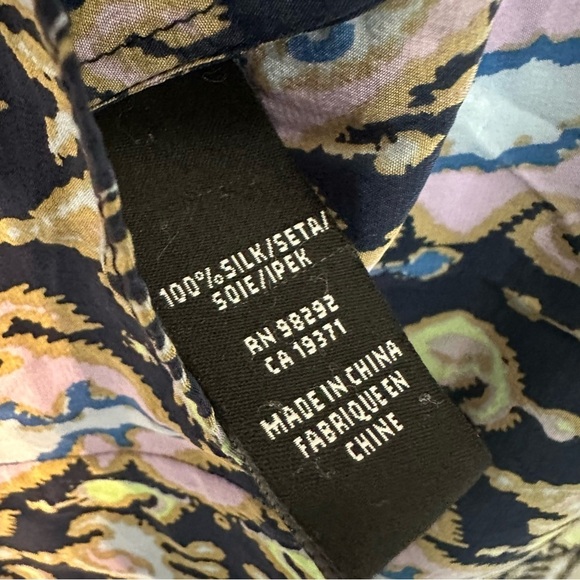 100% SILK/SETA/
SOIE/IPEK
RN 98292
CA 19371
MADE IN CHINA
FABRIQUE EN
CHINE